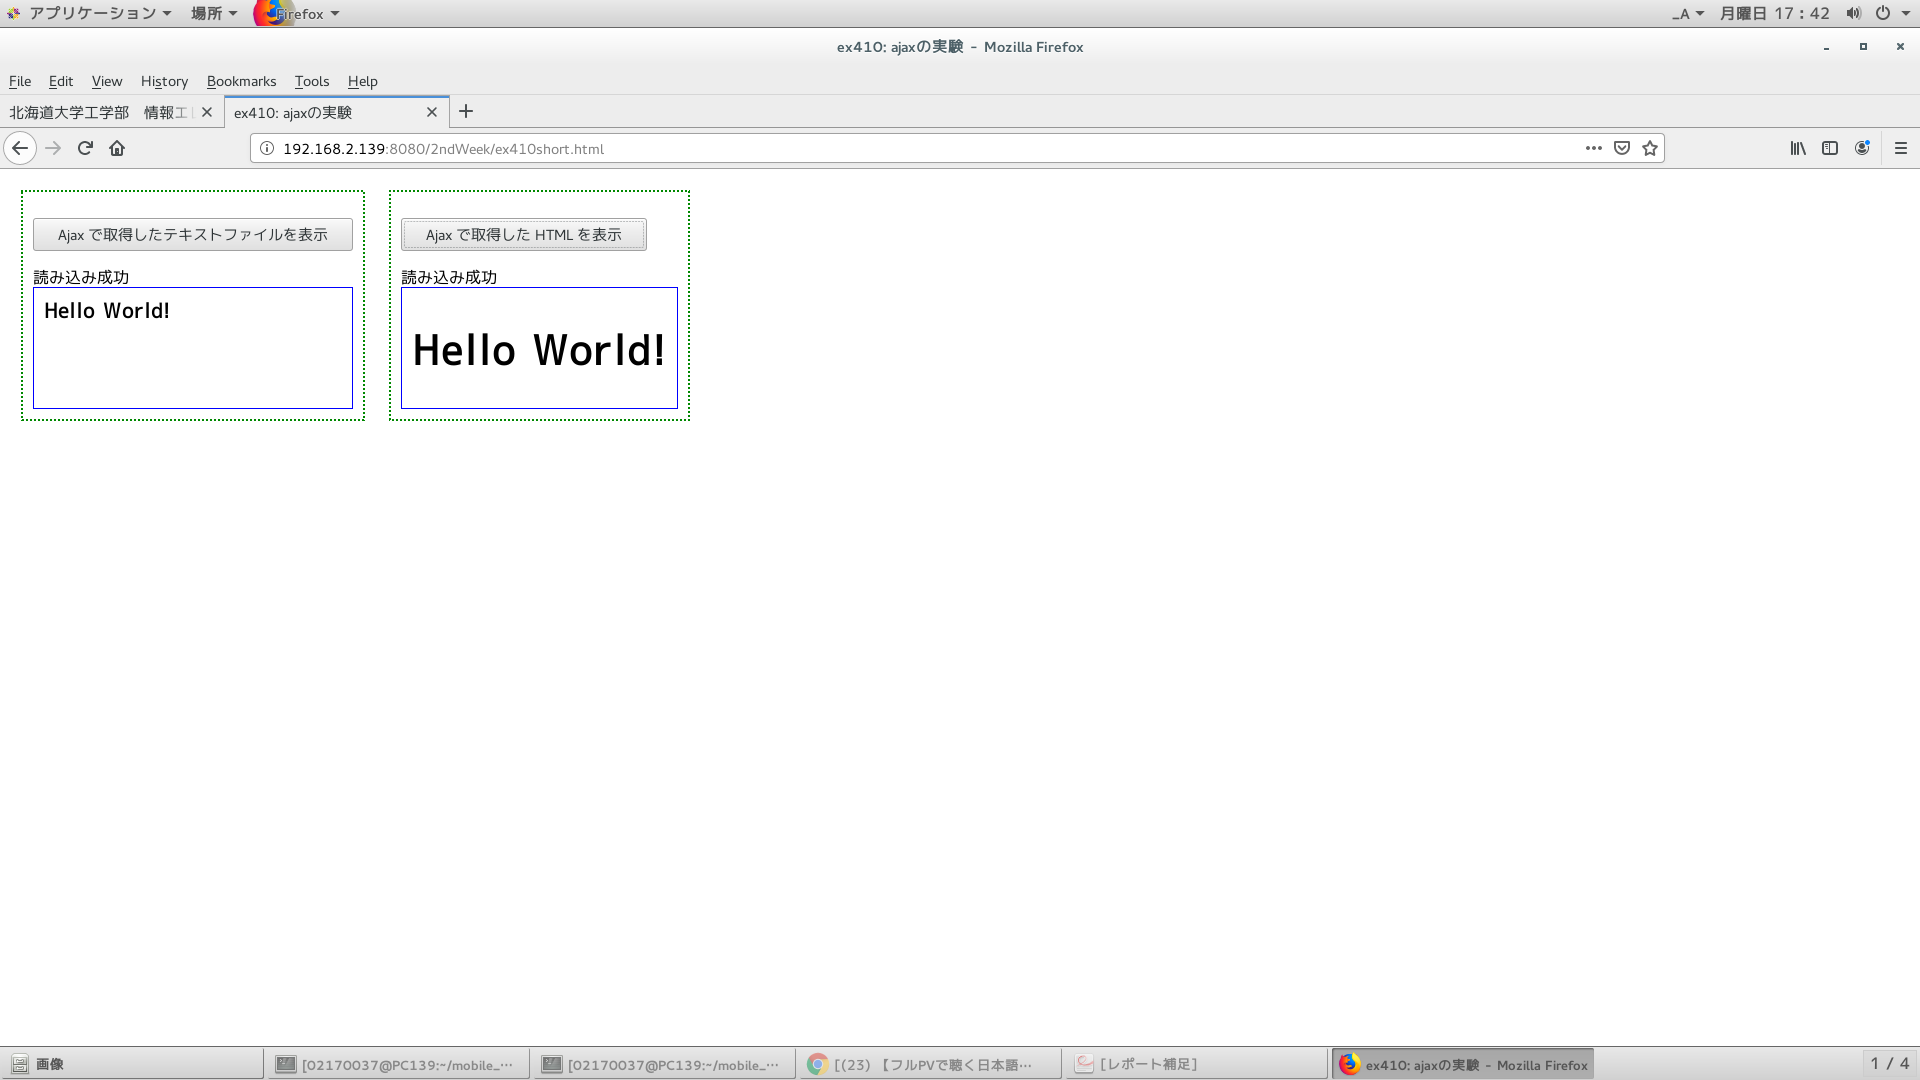 アプリケーション 場所 Firefox _A 月曜日 17:42
ex410: ajaxの実験 - Mozilla Firefox
File Edit View History Bookmarks Tools Help
北海道大学工学部 情報エ ex410: ajaxの実験
192.168.2.139:8080/2ndWeek/ex410short.html
Ajax で取得したテキストファイルを表示
読み込み成功
Hello World!
Ajax で取得した HTML を表示
読み込み成功
Hello World!
画像 [02170037@PC139:~/mobile_… [02170037@PC139:~/mobile_… [(23) 【フルPVで聴く日本語… [レポート補足] ex410: ajaxの実験 - Mozilla Firefox 1 / 4